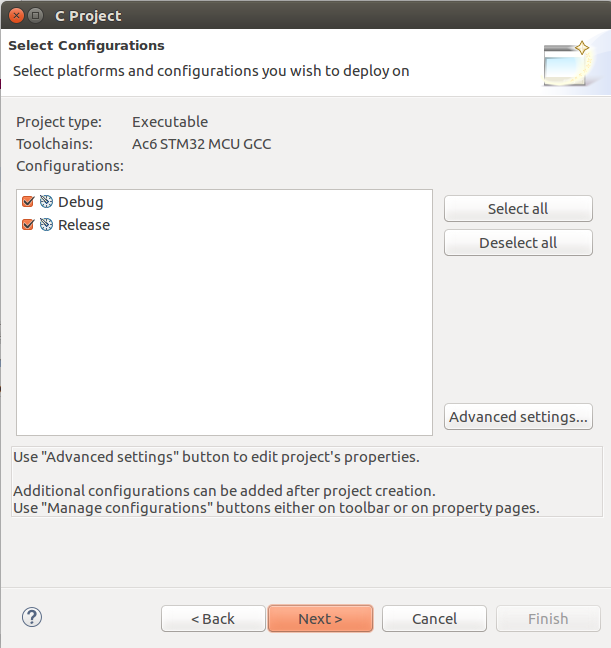 C Project
Select Configurations
Select platforms and configurations you wish to deploy on
Project type: Executable
Toolchains: Ac6 STM32 MCU GCC
Configurations:
Debug
Release
Select all
Deselect all
Advanced settings...
Use "Advanced settings" button to edit project's properties.
Additional configurations can be added after project creation.
Use "Manage configurations" buttons either on toolbar or on property pages.
?
< Back
Next >
Cancel
Finish